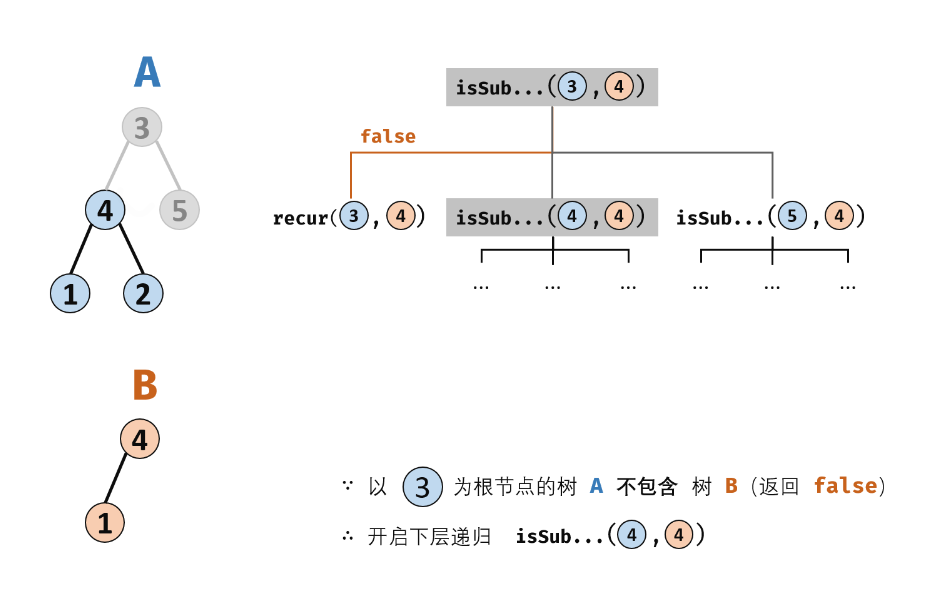 A
3
4
5
1
2
B
4
1
isSub...(3,4)
false
recur(3,4)
isSub...(4,4)
isSub...(5,4)
... ... ... ... ... ...
∵ 以 3 为根节点的树 A 不包含 树 B (返回 false)
∴ 开启下层递归 isSub...(4,4)